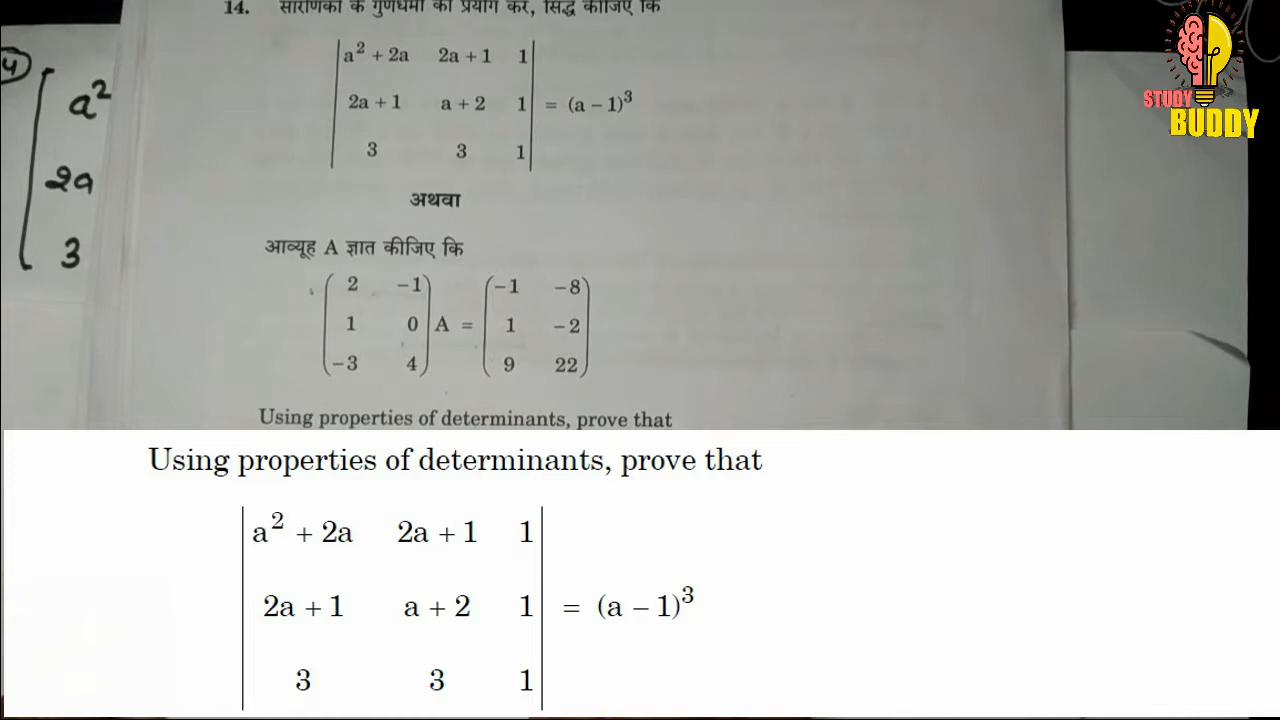 14. सारणिकों के गुणधर्मों का प्रयोग कर, सिद्ध कीजिए कि
a² + 2a 2a + 1 1
2a + 1 a + 2 1 = (a – 1)³
3 3 1
अथवा
आव्यूह A ज्ञात कीजिए कि
2 –1 –1 –8
1 0 A = 1 –2
–3 4 9 22
Using properties of determinants, prove that
4
a²
2a
3
STUDY
BUDDY
Using properties of determinants, prove that
a² + 2a 2a + 1 1
2a + 1 a + 2 1 = (a – 1)³
3 3 1